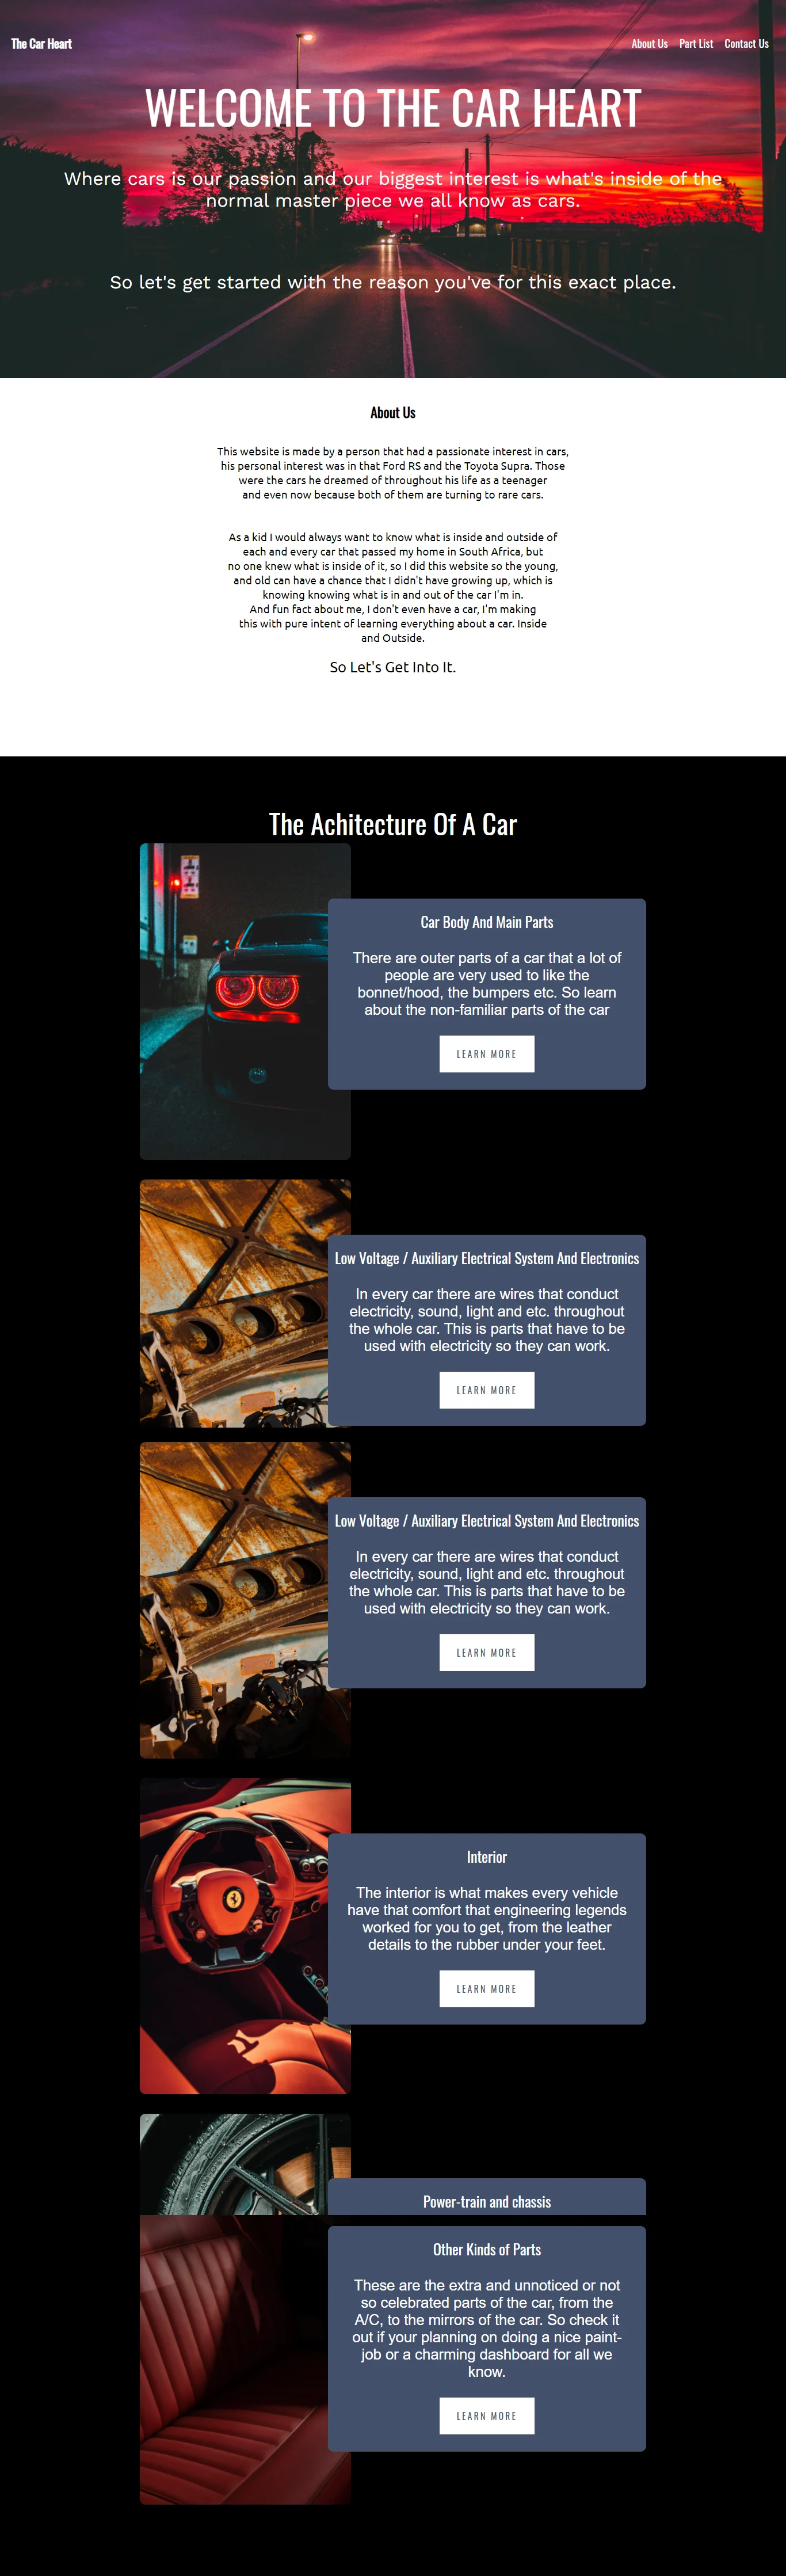 The Car Heart
About Us Part List Contact Us
WELCOME TO THE CAR HEART
Where cars is our passion and our biggest interest is what's inside of the
normal master piece we all know as cars.
So let's get started with the reason you've for this exact place.
About Us
This website is made by a person that had a passionate interest in cars,
his personal interest was in that Ford RS and the Toyota Supra. Those
were the cars he dreamed of throughout his life as a teenager
and even now because both of them are turning to rare cars.
As a kid I would always want to know what is inside and outside of
each and every car that passed my home in South Africa, but
no one knew what is inside of it, so I did this website so the young,
and old can have a chance that I didn't have growing up, which is
knowing knowing what is in and out of the car I'm in.
And fun fact about me, I don't even have a car, I'm making
this with pure intent of learning everything about a car. Inside
and Outside.
So Let's Get Into It.
The Achitecture Of A Car
Car Body And Main Parts
There are outer parts of a car that a lot of
people are very used to like the
bonnet/hood, the bumpers etc. So learn
about the non-familiar parts of the car
LEARN MORE
Low Voltage / Auxiliary Electrical System And Electronics
In every car there are wires that conduct
electricity, sound, light and etc. throughout
the whole car. This is parts that have to be
used with electricity so they can work.
LEARN MORE
Low Voltage / Auxiliary Electrical System And Electronics
In every car there are wires that conduct
electricity, sound, light and etc. throughout
the whole car. This is parts that have to be
used with electricity so they can work.
LEARN MORE
Interior
The interior is what makes every vehicle
have that comfort that engineering legends
worked for you to get, from the leather
details to the rubber under your feet.
LEARN MORE
Power-train and chassis
Other Kinds of Parts
These are the extra and unnoticed or not
so celebrated parts of the car, from the
A/C, to the mirrors of the car. So check it
out if your planning on doing a nice paint-
job or a charming dashboard for all we
know.
LEARN MORE